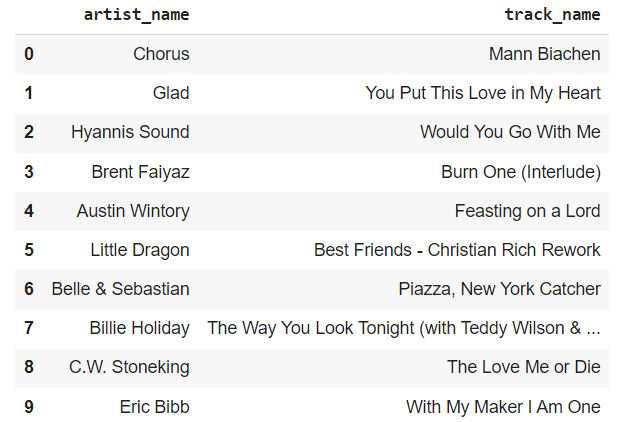 artist_name track_name
0 Chorus Mann Biachen
1 Glad You Put This Love in My Heart
2 Hyannis Sound Would You Go With Me
3 Brent Faiyaz Burn One (Interlude)
4 Austin Wintory Feasting on a Lord
5 Little Dragon Best Friends - Christian Rich Rework
6 Belle & Sebastian Piazza, New York Catcher
7 Billie Holiday The Way You Look Tonight (with Teddy Wilson & ...
8 C.W. Stoneking The Love Me or Die
9 Eric Bibb With My Maker I Am One